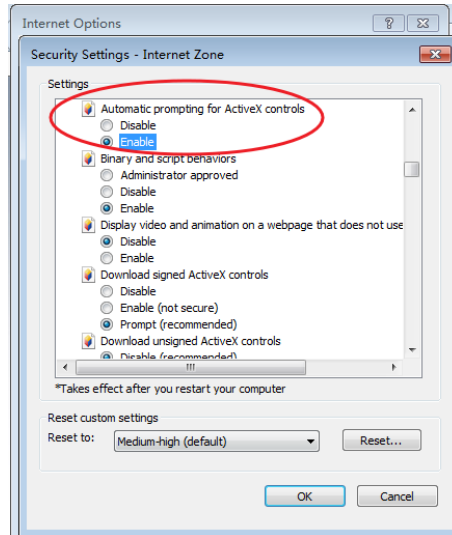 Internet Options
Security Settings - Internet Zone
Settings
Automatic prompting for ActiveX controls
Disable
Enable
Binary and script behaviors
Administrator approved
Disable
Enable
Display video and animation on a webpage that does not use
Disable
Enable
Download signed ActiveX controls
Disable
Enable (not secure)
Prompt (recommended)
Download unsigned ActiveX controls
Disable (recommended)
*Takes effect after you restart your computer
Reset custom settings
Reset to:
Medium-high (default)
Reset...
OK
Cancel